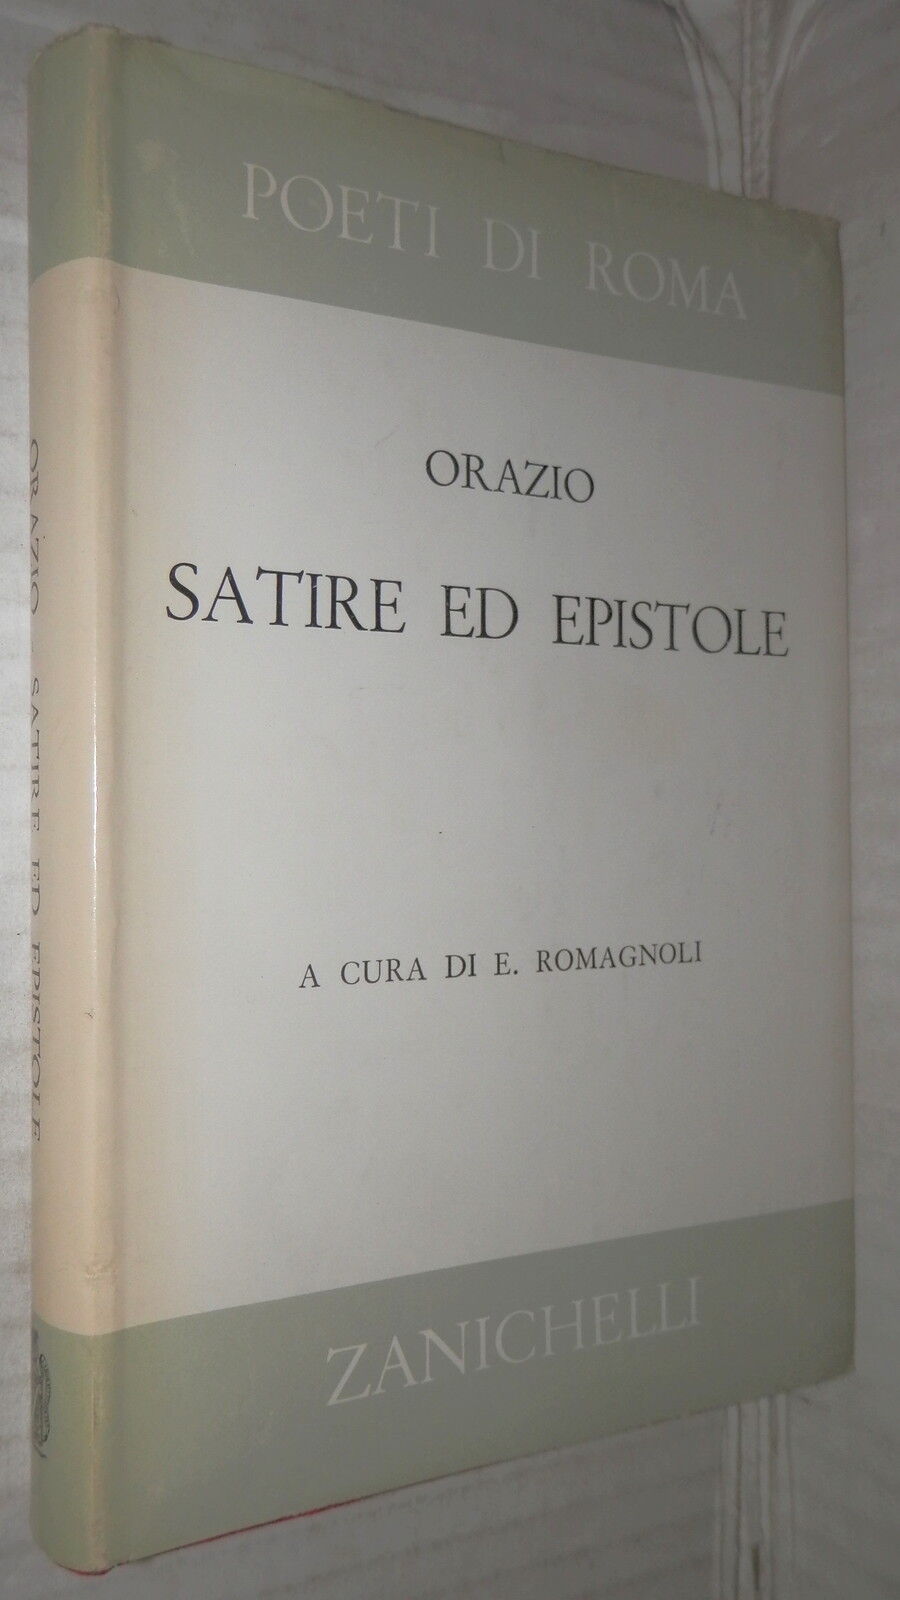 POETI DI ROMA
ORAZIO
SATIRE ED EPISTOLE
A CURA DI E. ROMAGNOLI
ZANICHELLI
ORAZIO - SATIRE ED EPISTOLE